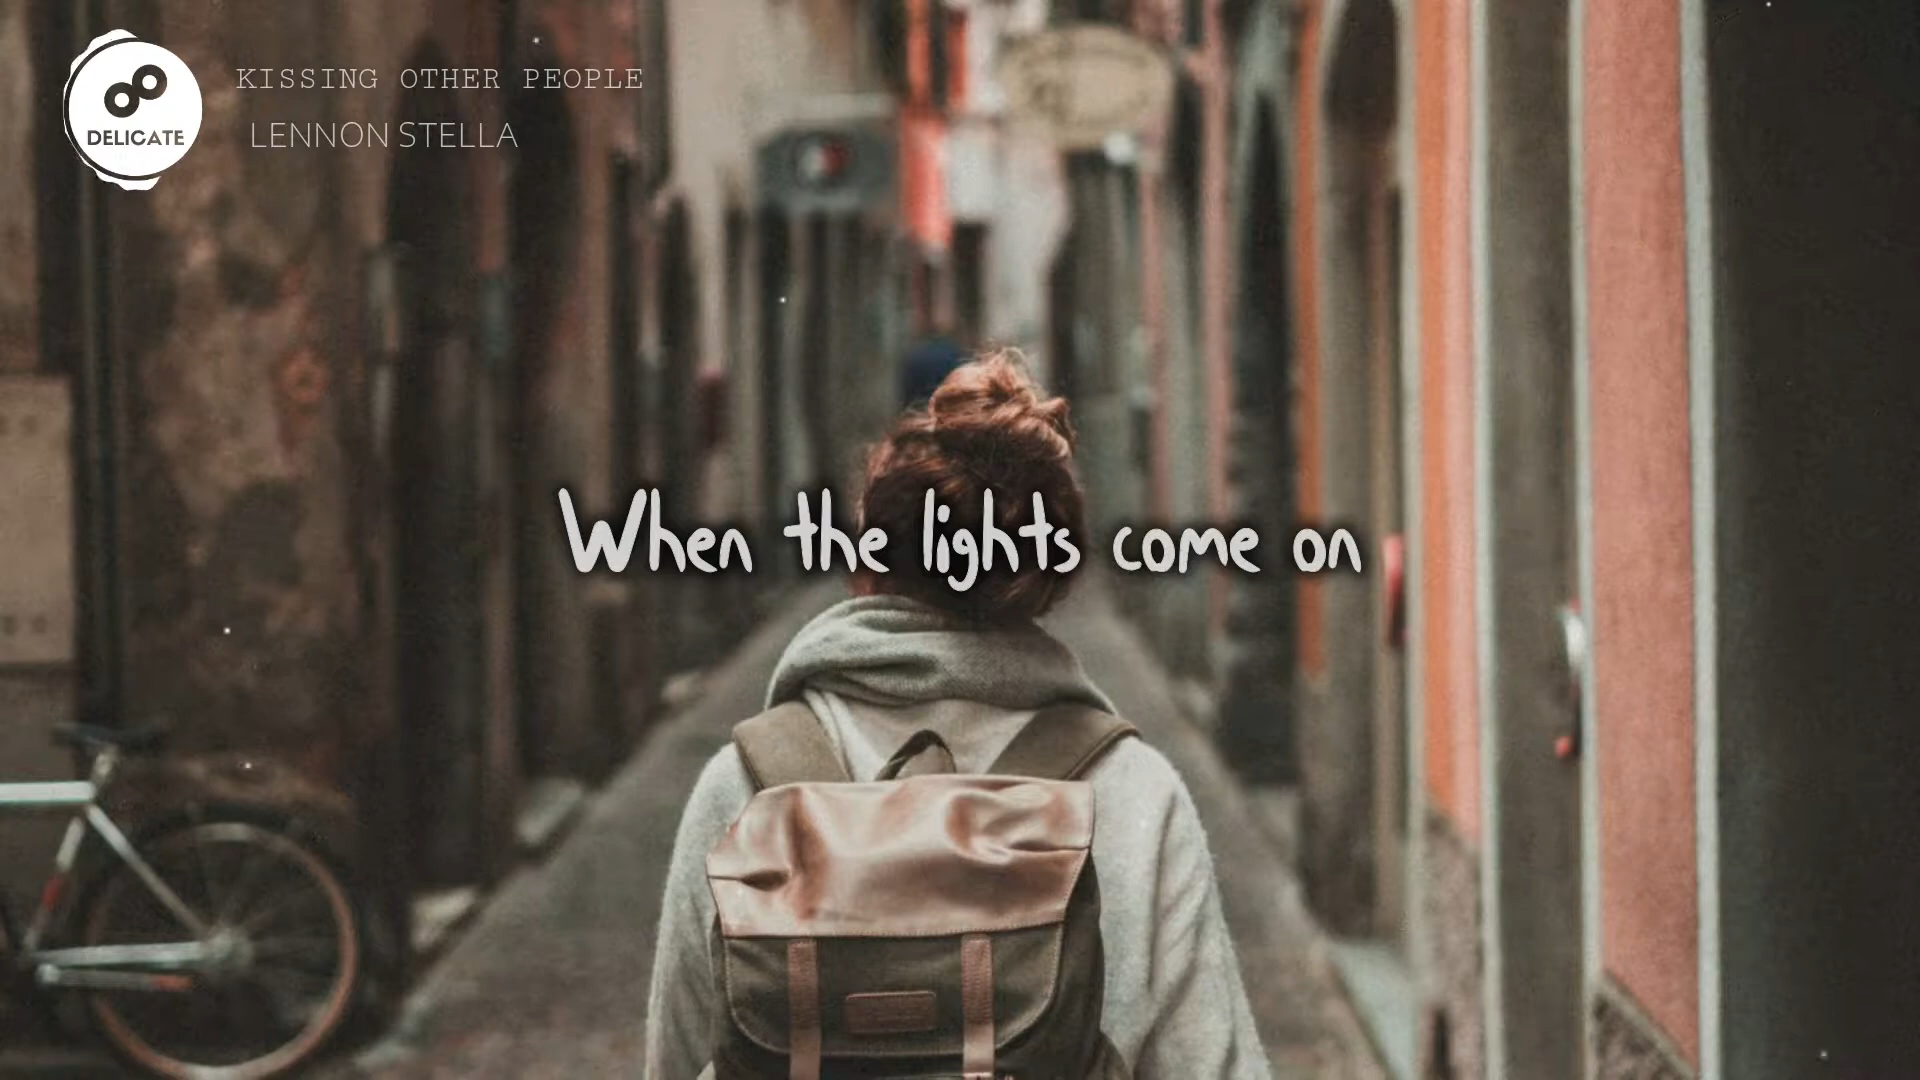 DELICATE
KISSING OTHER PEOPLE
LENNON STELLA
When the lights come on